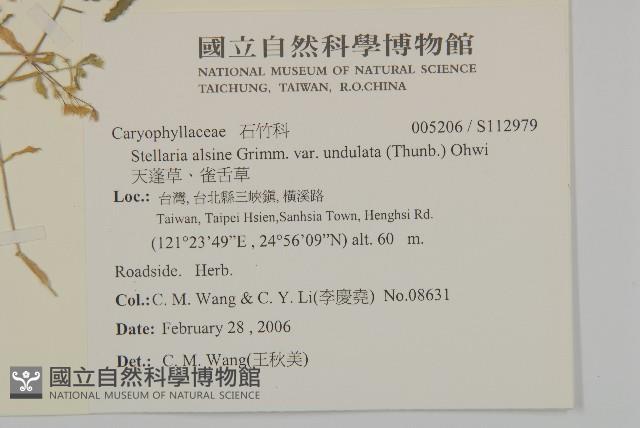 國立自然科學博物館
NATIONAL MUSEUM OF NATURAL SCIENCE
TAICHUNG, TAIWAN, R.O.CHINA
Caryophyllaceae 石竹科 005206 / S112979
Stellaria alsine Grimm. var. undulata (Thunb.) Ohwi
天蓬草、雀舌草
Loc.: 台灣, 台北縣三峽鎮, 橫溪路
Taiwan, Taipei Hsien,Sanhsia Town, Henghsi Rd.
(121°23'49”E , 24°56'09”N) alt. 60 m.
Roadside. Herb.
Col.:C. M. Wang & C. Y. Li(李慶堯) No.08631
Date: February 28 , 2006
Det.: C. M. Wang(王秋美)
國立自然科學博物館
NATIONAL MUSEUM OF NATURAL SCIENCE